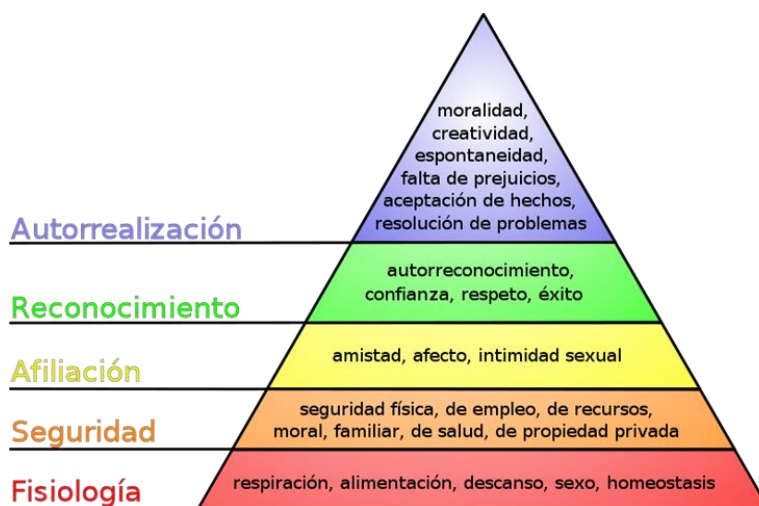 moralidad,
creatividad,
espontaneidad,
falta de prejuicios,
aceptación de hechos,
resolución de problemas
Autorrealización
autorreconocimiento,
confianza, respeto, éxito
Reconocimiento
amistad, afecto, intimidad sexual
Afiliación
seguridad física, de empleo, de recursos,
moral, familiar, de salud, de propiedad privada
Seguridad
respiración, alimentación, descanso, sexo, homeostasis
Fisiología